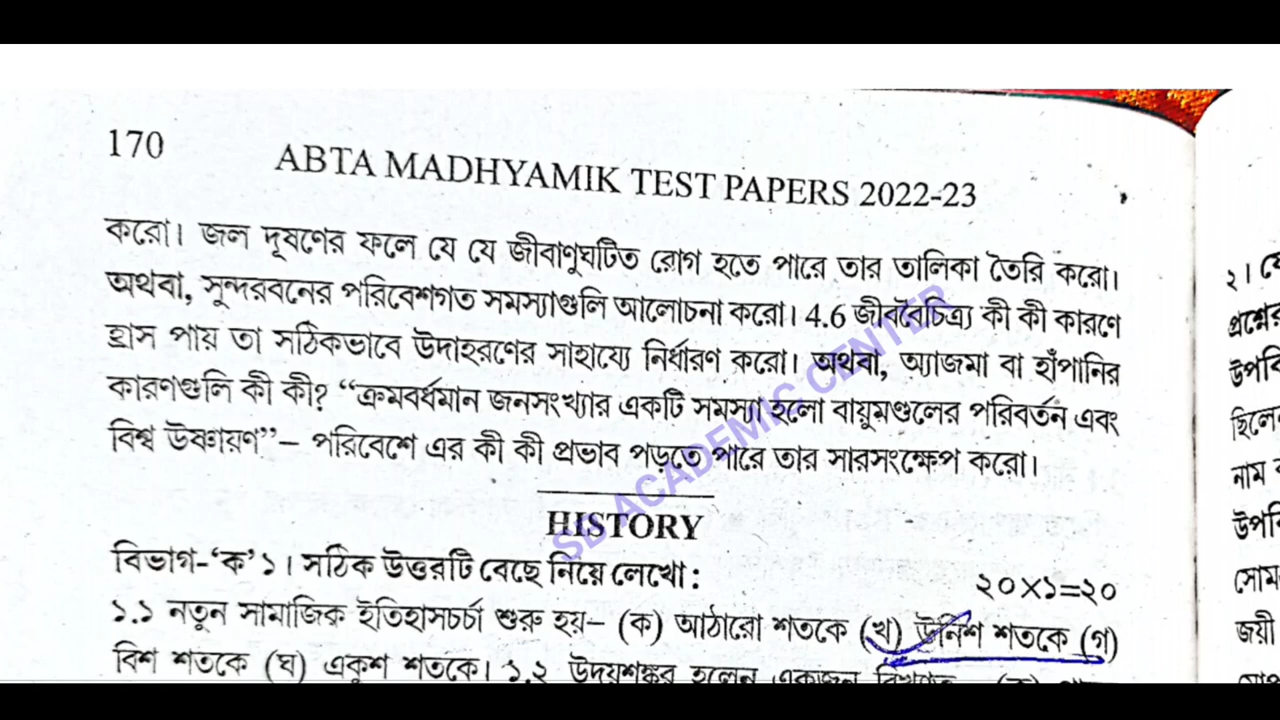 170
ABTA MADHYAMIK TEST PAPERS 2022-23
করো। জল দূষণের ফলে যে যে জীবাণুঘটিত রোগ হতে পারে তার তালিকা তৈরি করো।
অথবা, সুন্দরবনের পরিবেশগত সমস্যাগুলি আলোচনা করো। 4.6 জীববৈচিত্র্য কী কী কারণে
হ্রাস পায় তা সঠিকভাবে উদাহরণের সাহায্যে নির্ধারণ করো। অথবা, অ্যাজমা বা হাঁপানির
কারণগুলি কী কী? “ক্রমবর্ধমান জনসংখ্যার একটি সমস্যা হলো বায়ুমণ্ডলের পরিবর্তন এবং
বিশ্ব উষ্ণায়ণ”– পরিবেশে এর কী কী প্রভাব পড়তে পারে তার সারসংক্ষেপ করো।
SB ACADEMIC CENTER
HISTORY
বিভাগ-‘ক’ ১। সঠিক উত্তরটি বেছে নিয়ে লেখো :
২০×১=২০
১.১ নতুন সামাজিক ইতিহাসচর্চা শুরু হয়– (ক) আঠারো শতকে (খ) উনিশ শতকে (গ)
বিশ শতকে (ঘ) একুশ শতকে। ১.২ উদয়শঙ্কর হলেন একজন বিখ্যাত
২।
প্রশ্নের
নাম